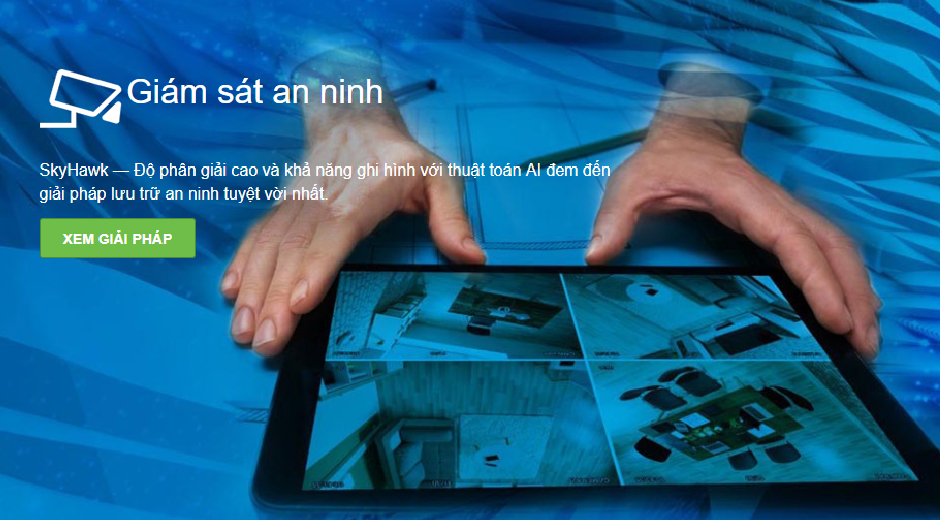 Giám sát an ninh
SkyHawk — Độ phân giải cao và khả năng ghi hình với thuật toán AI đem đến
giải pháp lưu trữ an ninh tuyệt vời nhất.
XEM GIẢI PHÁP